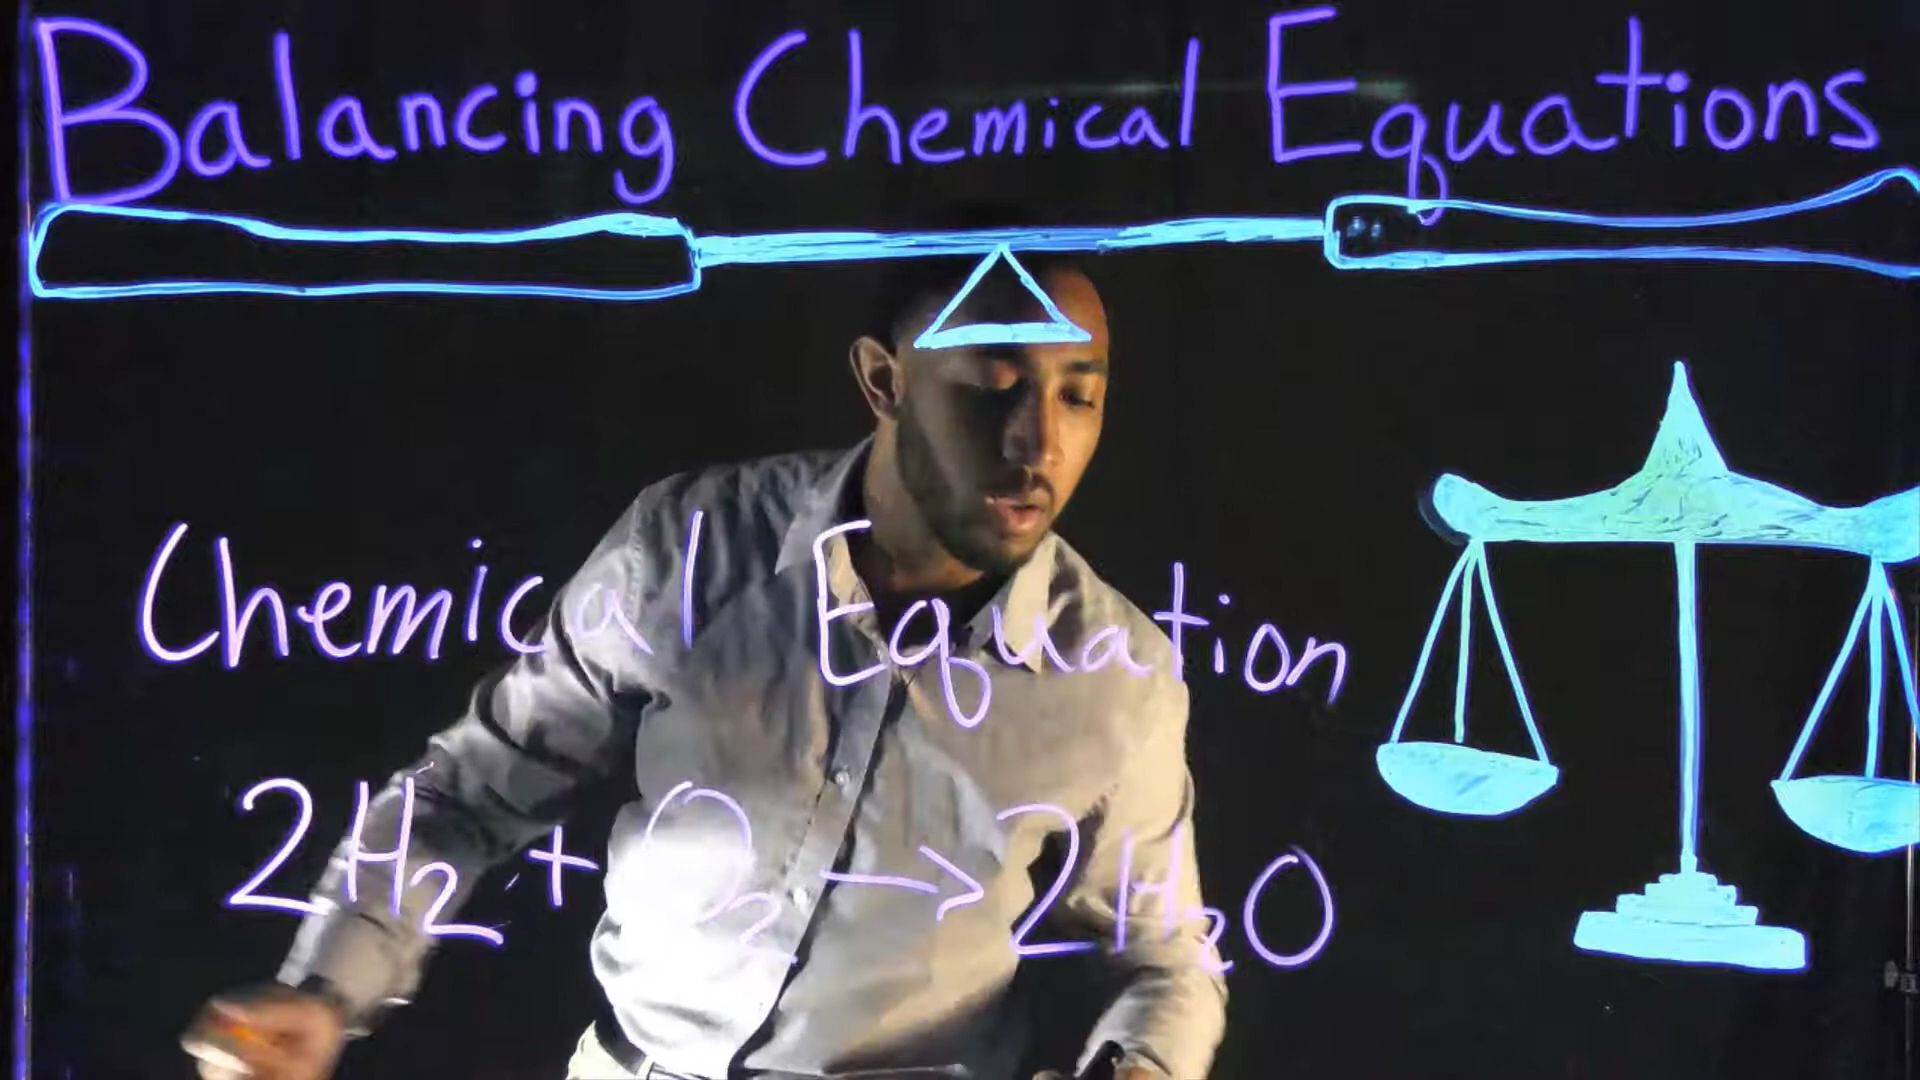 Balancing Chemical Equations
Chemical Equation
2H₂ + O₂ → 2H₂O